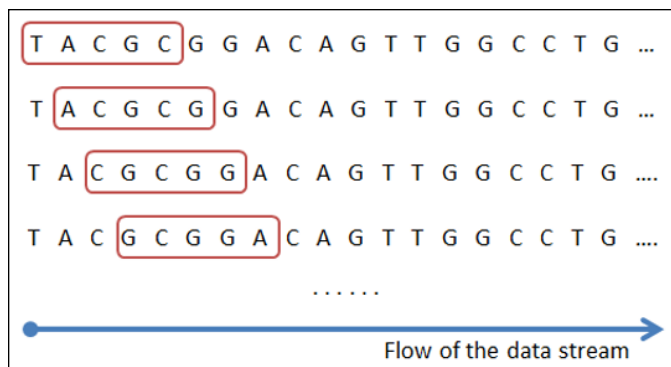 T A C G C G G A C A G T T G G C C T G ...
T A C G C G G A C A G T T G G C C T G ...
T A C G C G G A C A G T T G G C C T G ....
T A C G C G G A C A G T T G G C C T G ....
......
Flow of the data stream